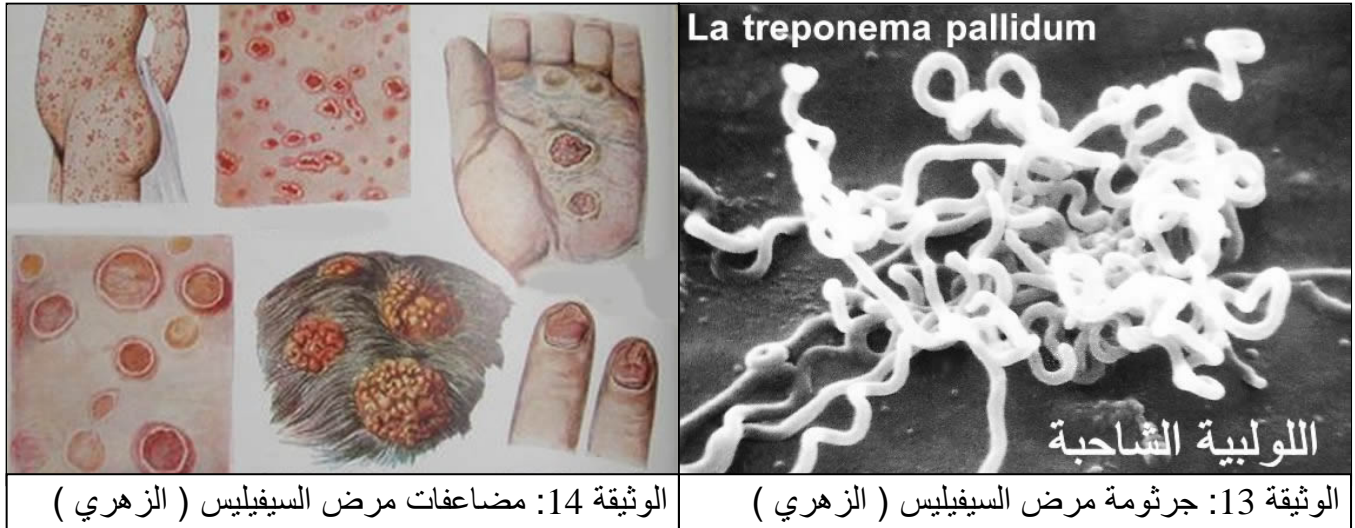 La treponema pallidum
اللولبية الشاحبة
الوثيقة 13: جرثومة مرض السيفيليس ( الزهري )
الوثيقة 14: مضاعفات مرض السيفيليس ( الزهري )